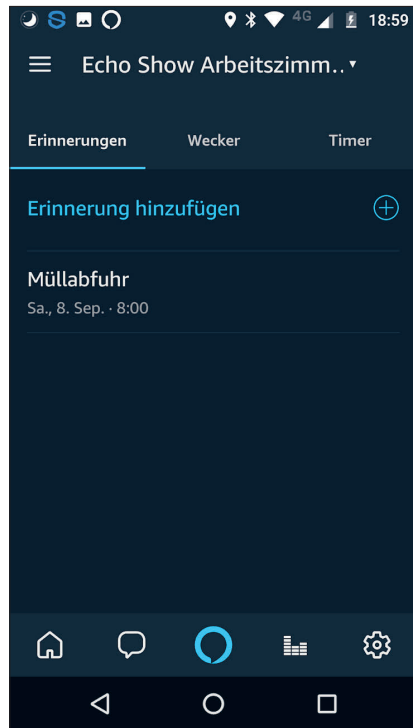 4G 18:59
Echo Show Arbeitszimm..
Erinnerungen Wecker Timer
Erinnerung hinzufügen
Müllabfuhr
Sa., 8. Sep. · 8:00